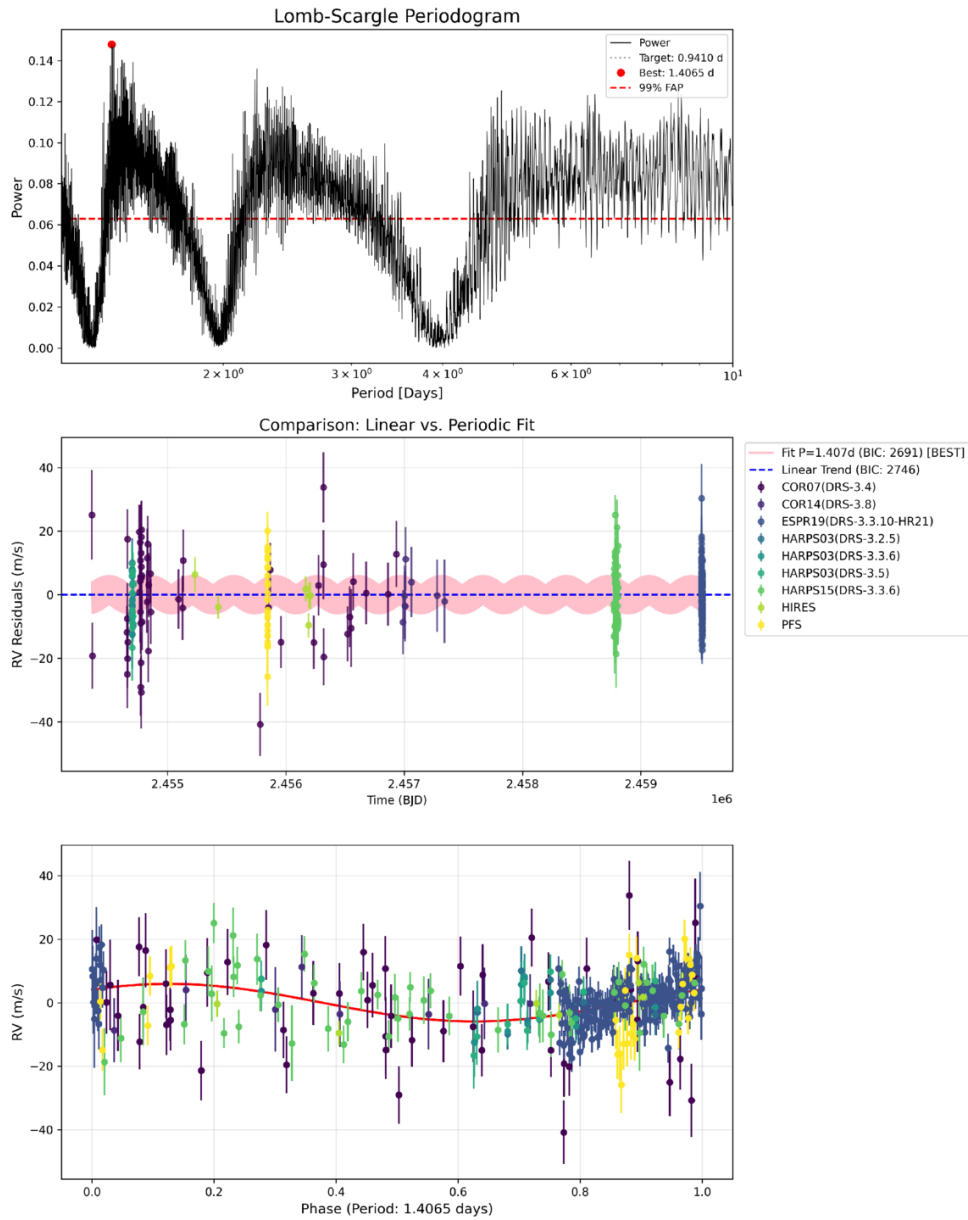 Lomb-Scargle Periodogram
0.14
0.12
0.10
0.08
0.06
0.04
0.02
0.00
Power
Power
Target: 0.9410 d
Best: 1.4065 d
99% FAP
2 × 10⁰
3 × 10⁰
4 × 10⁰
6 × 10⁰
10¹
Period [Days]
Comparison: Linear vs. Periodic Fit
40
20
0
−20
−40
RV Residuals (m/s)
Fit P=1.407d (BIC: 2691) [BEST]
Linear Trend (BIC: 2746)
COR07(DRS-3.4)
COR14(DRS-3.8)
ESPR19(DRS-3.3.10-HR21)
HARPS03(DRS-3.2.5)
HARPS03(DRS-3.3.6)
HARPS03(DRS-3.5)
HARPS15(DRS-3.3.6)
HIRES
PFS
2.455
2.456
2.457
2.458
2.459
Time (BJD)
1e6
40
20
0
−20
−40
RV (m/s)
0.0
0.2
0.4
0.6
0.8
1.0
Phase (Period: 1.4065 days)